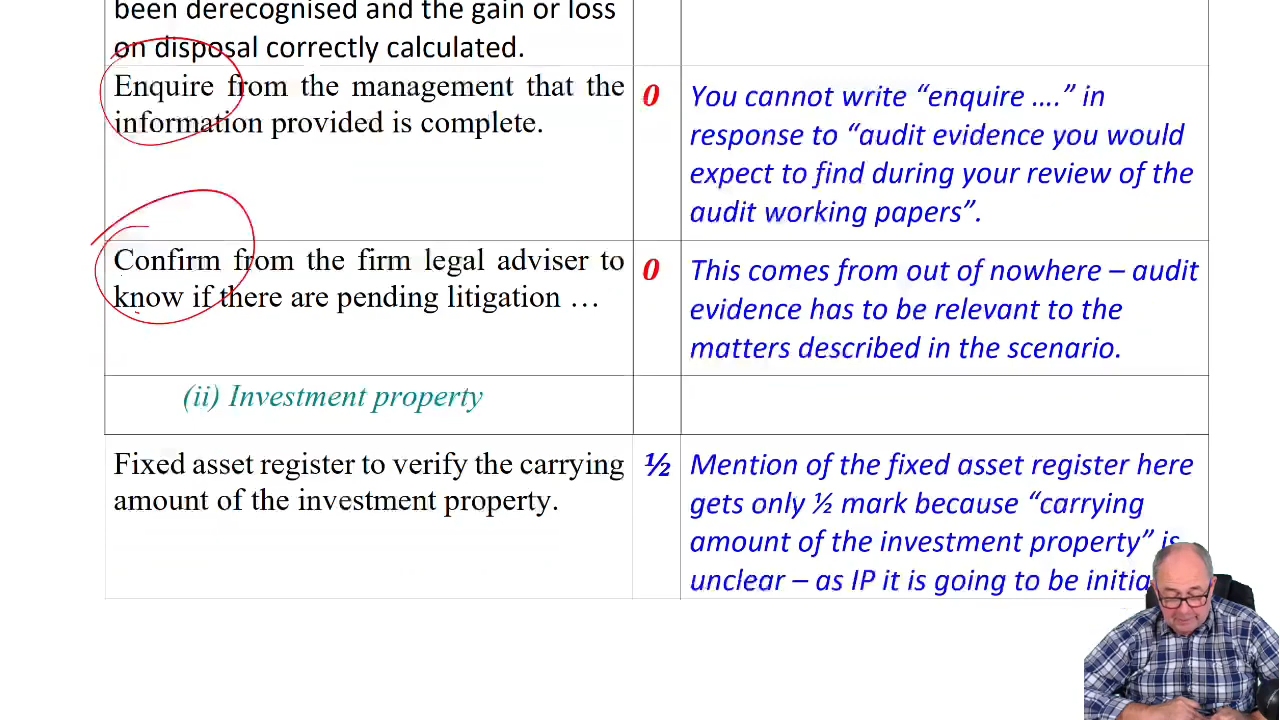 been derecognised and the gain or loss
on disposal correctly calculated.
Enquire from the management that the
information provided is complete.
0
You cannot write “enquire ….” in
response to “audit evidence you would
expect to find during your review of the
audit working papers”.
Confirm from the firm legal adviser to
know if there are pending litigation …
0
This comes from out of nowhere – audit
evidence has to be relevant to the
matters described in the scenario.
(ii) Investment property
Fixed asset register to verify the carrying
amount of the investment property.
½
Mention of the fixed asset register here
gets only ½ mark because “carrying
amount of the investment property” is
unclear – as IP it is going to be initia